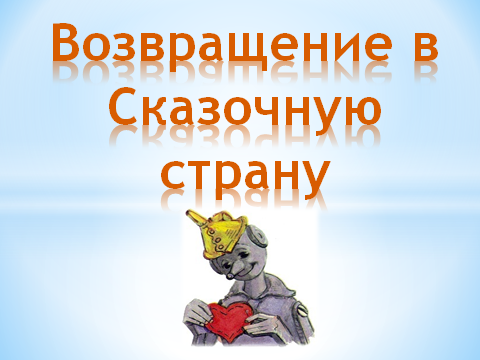 Возвращение в
Сказочную
страну